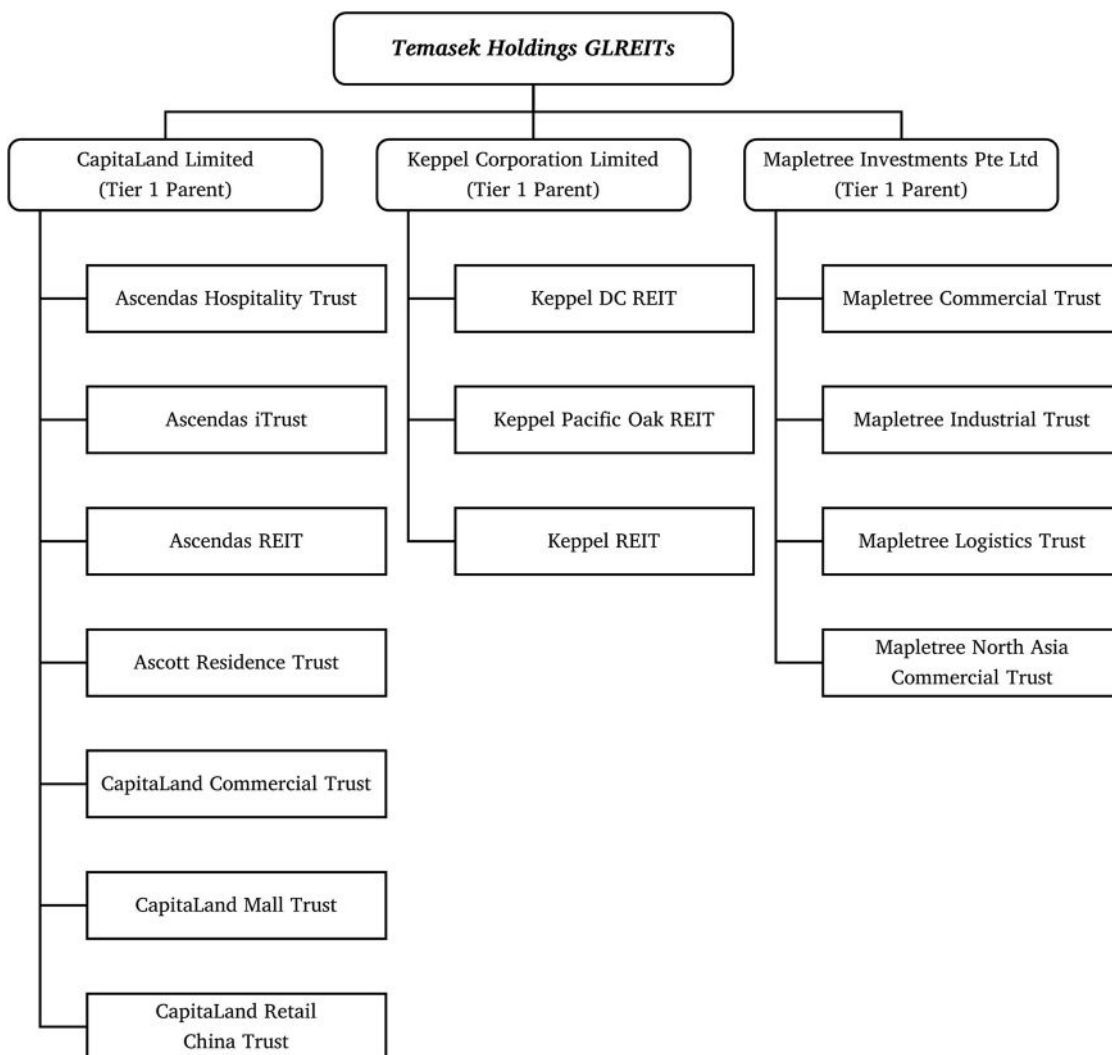 Temasek Holdings GLREITs
CapitaLand Limited
(Tier 1 Parent)
Keppel Corporation Limited
(Tier 1 Parent)
Mapletree Investments Pte Ltd
(Tier 1 Parent)
Ascendas Hospitality Trust
Ascendas iTrust
Ascendas REIT
Ascott Residence Trust
CapitaLand Commercial Trust
CapitaLand Mall Trust
CapitaLand Retail
China Trust
Keppel DC REIT
Keppel Pacific Oak REIT
Keppel REIT
Mapletree Commercial Trust
Mapletree Industrial Trust
Mapletree Logistics Trust
Mapletree North Asia
Commercial Trust